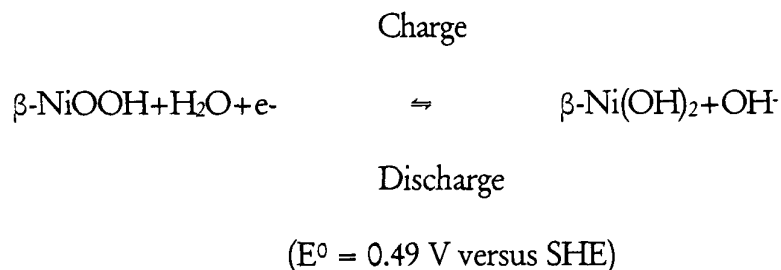 Charge
β-NiOOH+H₂O+e- ⇋ β-Ni(OH)₂+OH-
Discharge
(E⁰ = 0.49 V versus SHE)